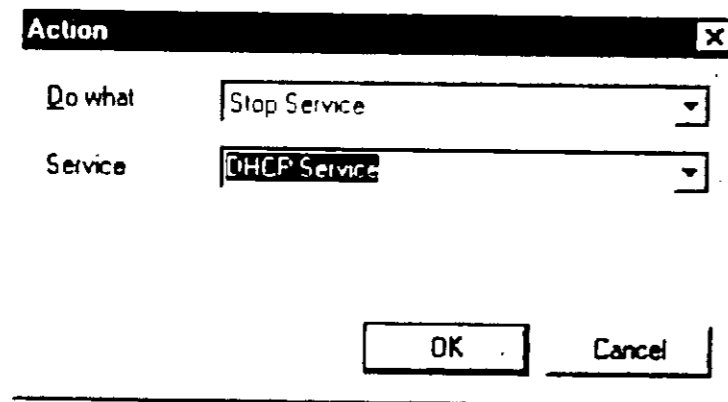 Action
Do what Stop Service
Service DHCP Service
OK Cancel